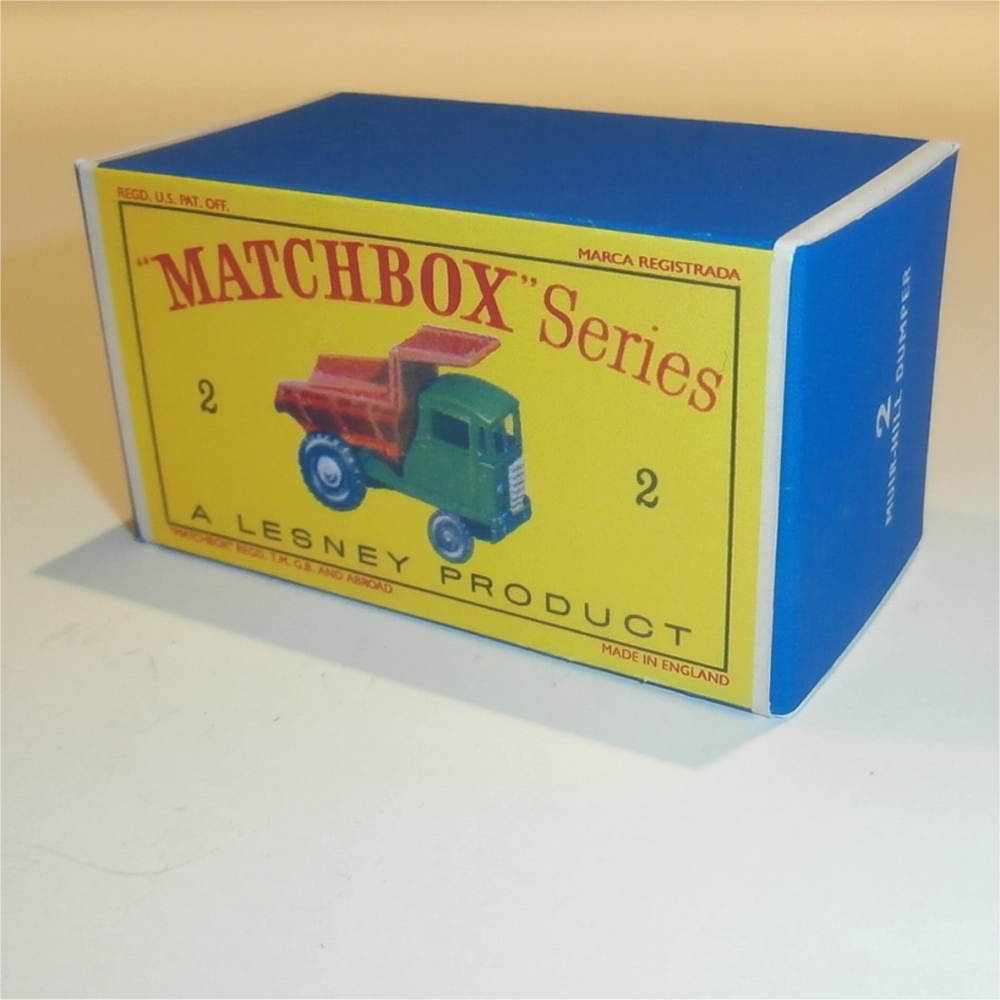 REGD. U.S. PAT. OFF.
MARCA REGISTRADA
"MATCHBOX" Series
2
2
A LESNEY PRODUCT
"MATCHBOX" REGD. T.M. G.B. AND ABROAD
MADE IN ENGLAND
2
MUIR-HILL DUMPER